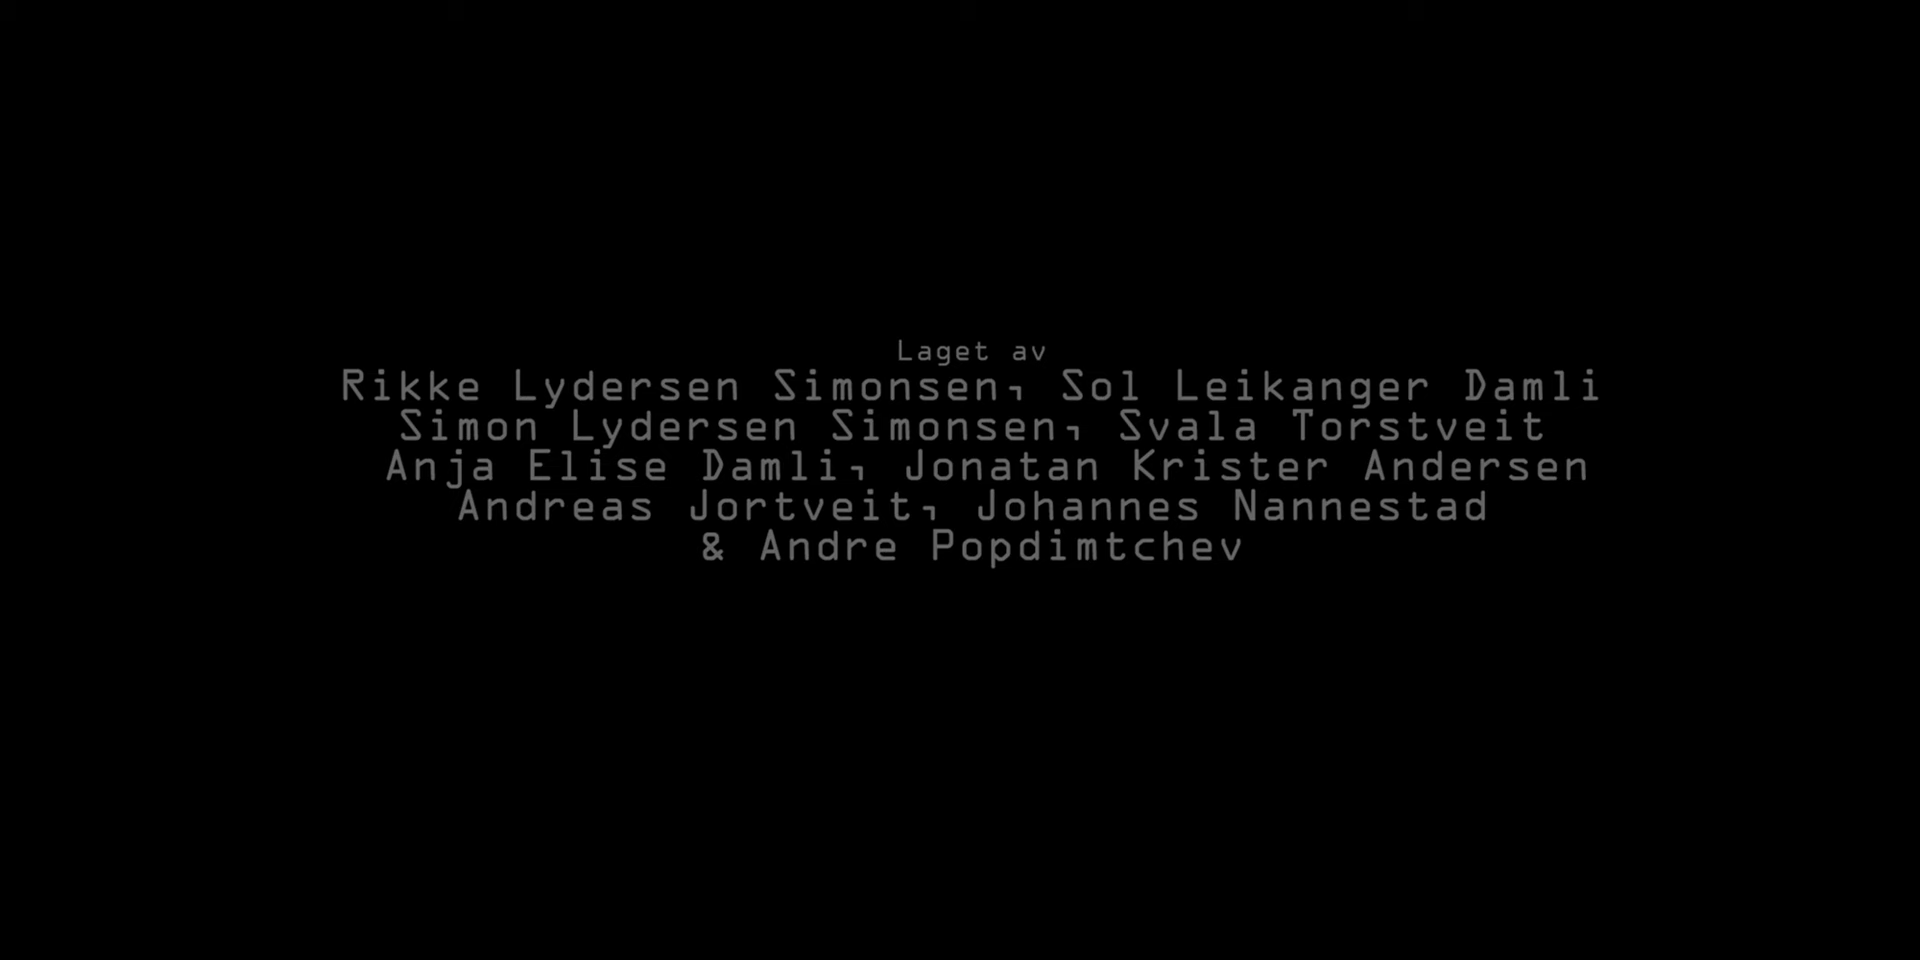 Laget av
Rikke Lydersen Simonsen, Sol Leikanger Damli
Simon Lydersen Simonsen, Svala Torstveit
Anja Elise Damli, Jonatan Krister Andersen
Andreas Jortveit, Johannes Nannestad
& Andre Popdimtchev